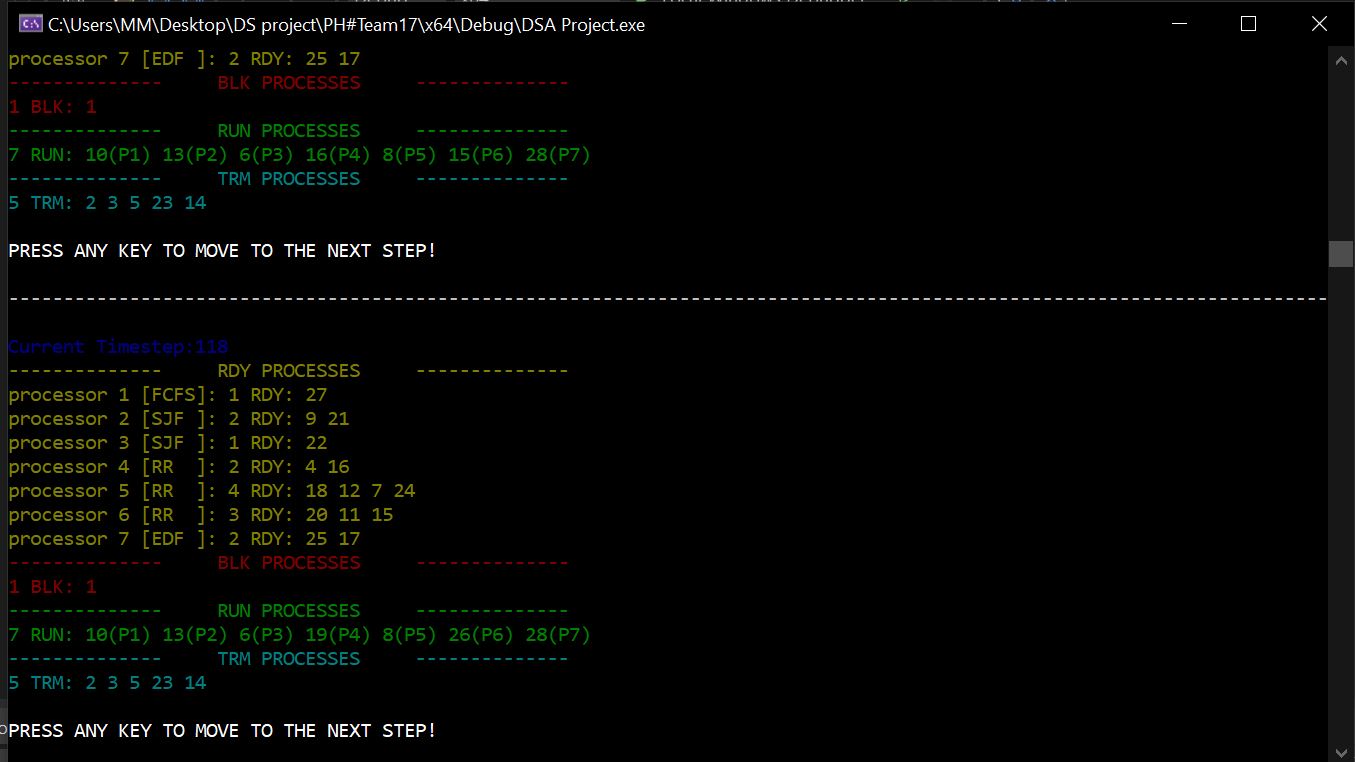 C:\Users\MM\Desktop\DS project\PH#Team17\x64\Debug\DSA Project.exe
processor 7 [EDF ]: 2 RDY: 25 17
--------------     BLK PROCESSES     --------------
1 BLK: 1
--------------     RUN PROCESSES     --------------
7 RUN: 10(P1) 13(P2) 6(P3) 16(P4) 8(P5) 15(P6) 28(P7)
--------------     TRM PROCESSES     --------------
5 TRM: 2 3 5 23 14
PRESS ANY KEY TO MOVE TO THE NEXT STEP!
------------------------------------------------------------------------------------------------------------------------
Current Timestep:118
--------------     RDY PROCESSES     --------------
processor 1 [FCFS]: 1 RDY: 27
processor 2 [SJF ]: 2 RDY: 9 21
processor 3 [SJF ]: 1 RDY: 22
processor 4 [RR  ]: 2 RDY: 4 16
processor 5 [RR  ]: 4 RDY: 18 12 7 24
processor 6 [RR  ]: 3 RDY: 20 11 15
processor 7 [EDF ]: 2 RDY: 25 17
--------------     BLK PROCESSES     --------------
1 BLK: 1
--------------     RUN PROCESSES     --------------
7 RUN: 10(P1) 13(P2) 6(P3) 19(P4) 8(P5) 26(P6) 28(P7)
--------------     TRM PROCESSES     --------------
5 TRM: 2 3 5 23 14
PRESS ANY KEY TO MOVE TO THE NEXT STEP!